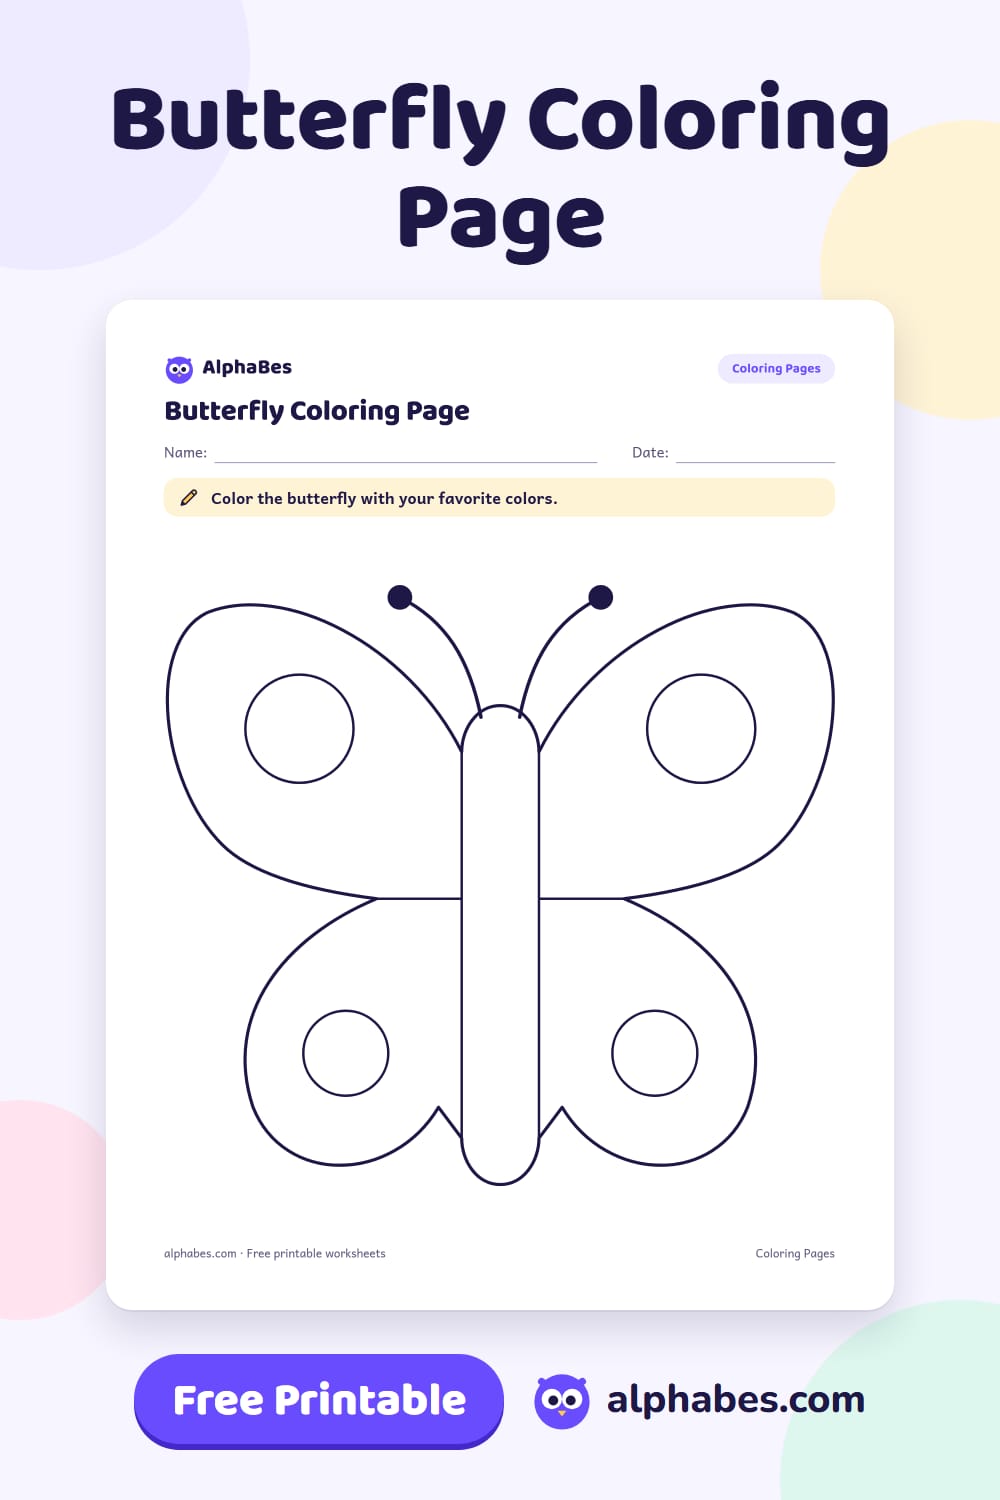 Butterfly Coloring
Page
AlphaBes
Coloring Pages
Butterfly Coloring Page
Name:
Date:
Color the butterfly with your favorite colors.
alphabes.com · Free printable worksheets
Coloring Pages
Free Printable
alphabes.com